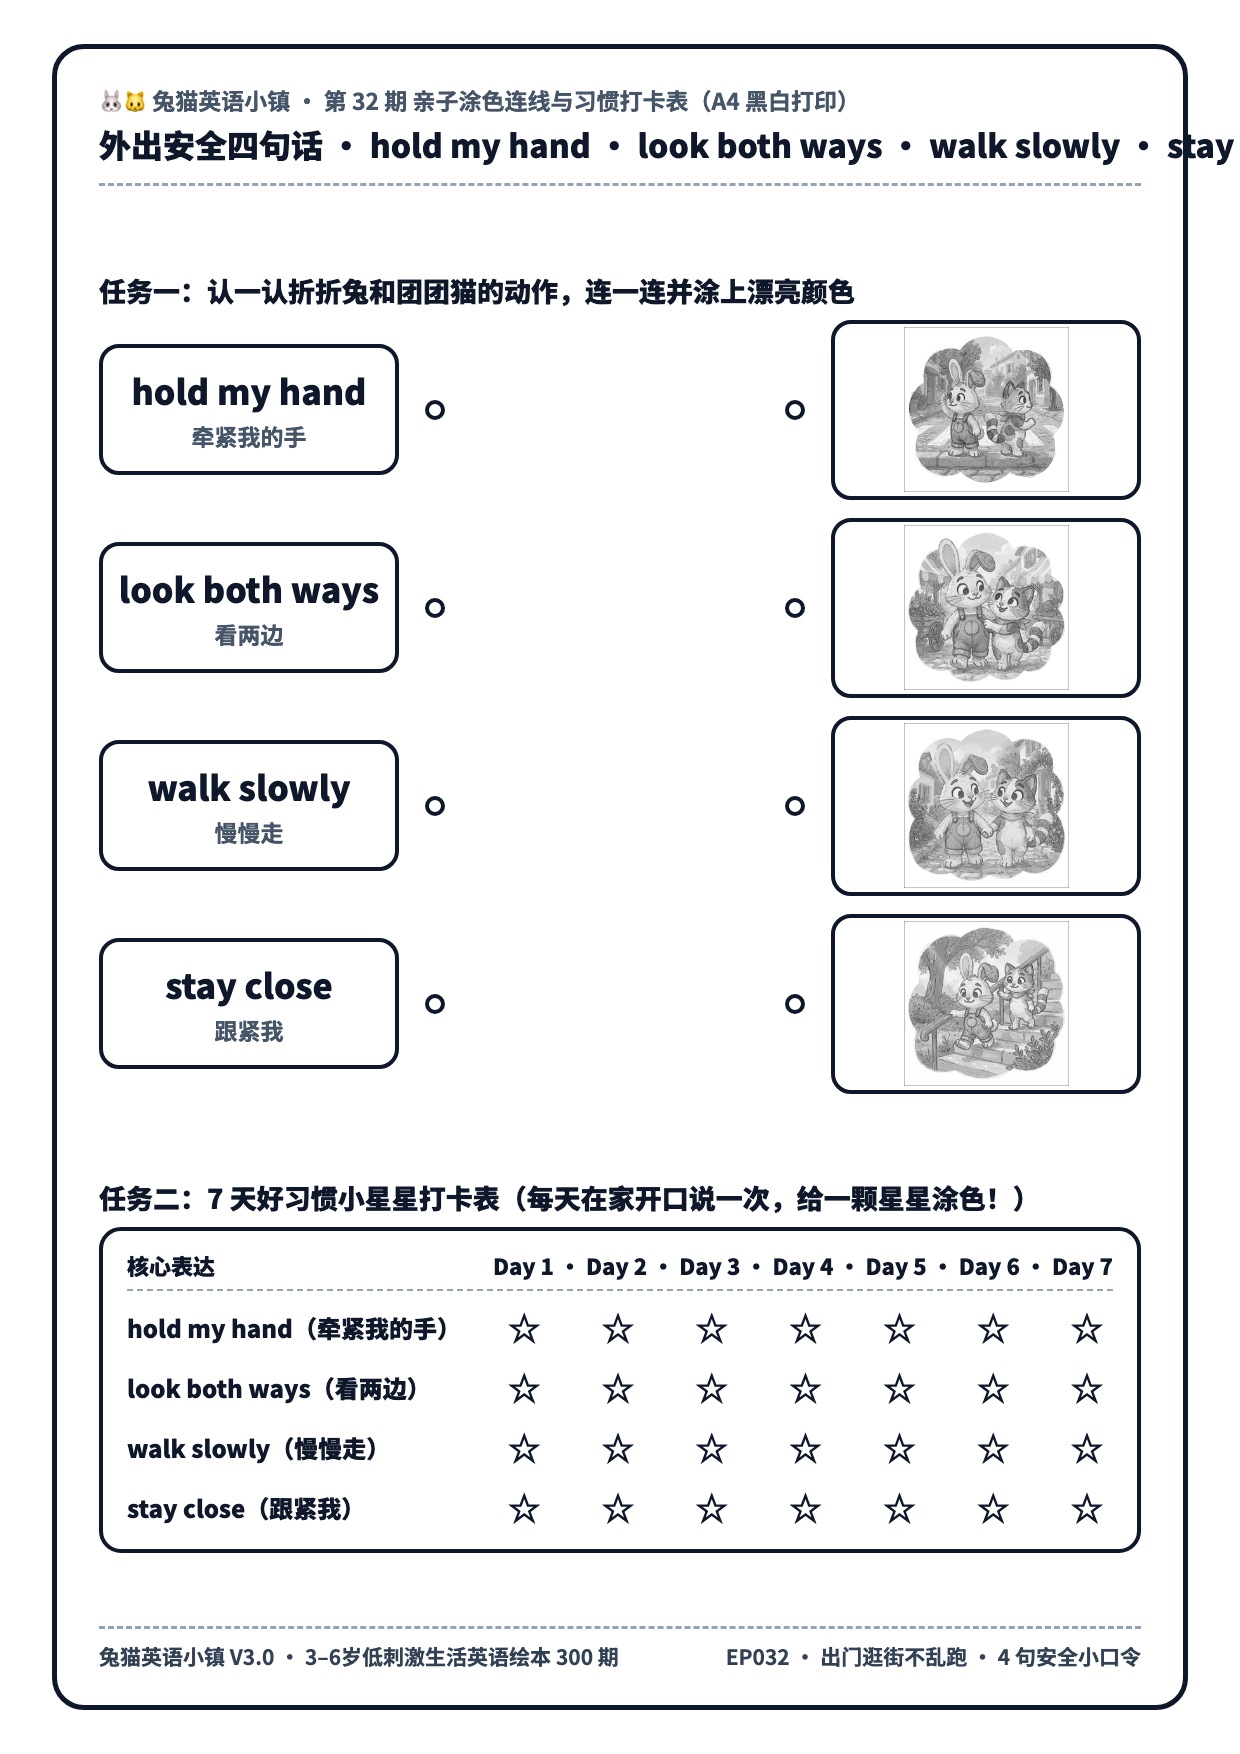 🐰🐱 兔猫英语小镇 · 第 32 期 亲子涂色连线与习惯打卡表（A4 黑白打印）
外出安全四句话 · hold my hand · look both ways · walk slowly · stay
任务一：认一认折折兔和团团猫的动作，连一连并涂上漂亮颜色
hold my hand
牵紧我的手
look both ways
看两边
walk slowly
慢慢走
stay close
跟紧我
任务二：7 天好习惯小星星打卡表（每天在家开口说一次，给一颗星星涂色！）
核心表达 Day 1 · Day 2 · Day 3 · Day 4 · Day 5 · Day 6 · Day 7
hold my hand（牵紧我的手） ☆ ☆ ☆ ☆ ☆ ☆ ☆
look both ways（看两边） ☆ ☆ ☆ ☆ ☆ ☆ ☆
walk slowly（慢慢走） ☆ ☆ ☆ ☆ ☆ ☆ ☆
stay close（跟紧我） ☆ ☆ ☆ ☆ ☆ ☆ ☆
兔猫英语小镇 V3.0 · 3–6岁低刺激生活英语绘本 300 期 EP032 · 出门逛街不乱跑 · 4 句安全小口令